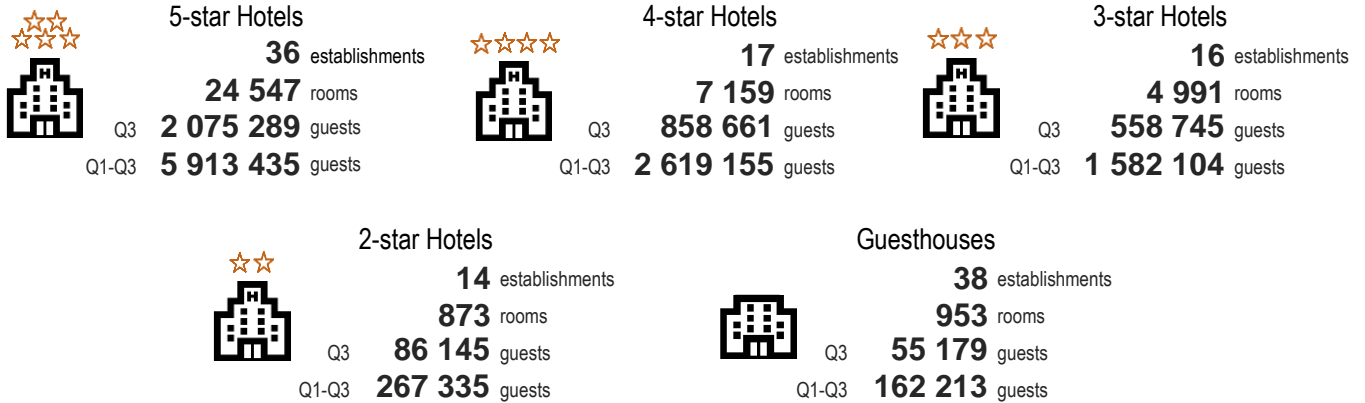 5-star Hotels
36 establishments
24 547 rooms
Q3 2 075 289 guests
Q1-Q3 5 913 435 guests
4-star Hotels
17 establishments
7 159 rooms
Q3 858 661 guests
Q1-Q3 2 619 155 guests
3-star Hotels
16 establishments
4 991 rooms
Q3 558 745 guests
Q1-Q3 1 582 104 guests
2-star Hotels
14 establishments
873 rooms
Q3 86 145 guests
Q1-Q3 267 335 guests
Guesthouses
38 establishments
953 rooms
Q3 55 179 guests
Q1-Q3 162 213 guests
H
H
H
H